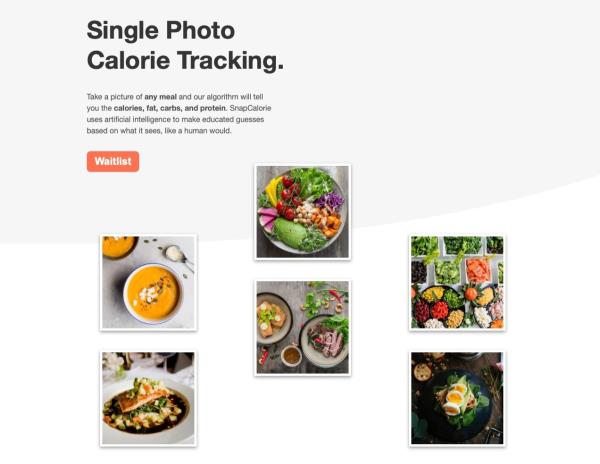 Single Photo
Calorie Tracking.
Take a picture of any meal and our algorithm will tell
you the calories, fat, carbs, and protein. SnapCalorie
uses artificial intelligence to make educated guesses
based on what it sees, like a human would.
Waitlist